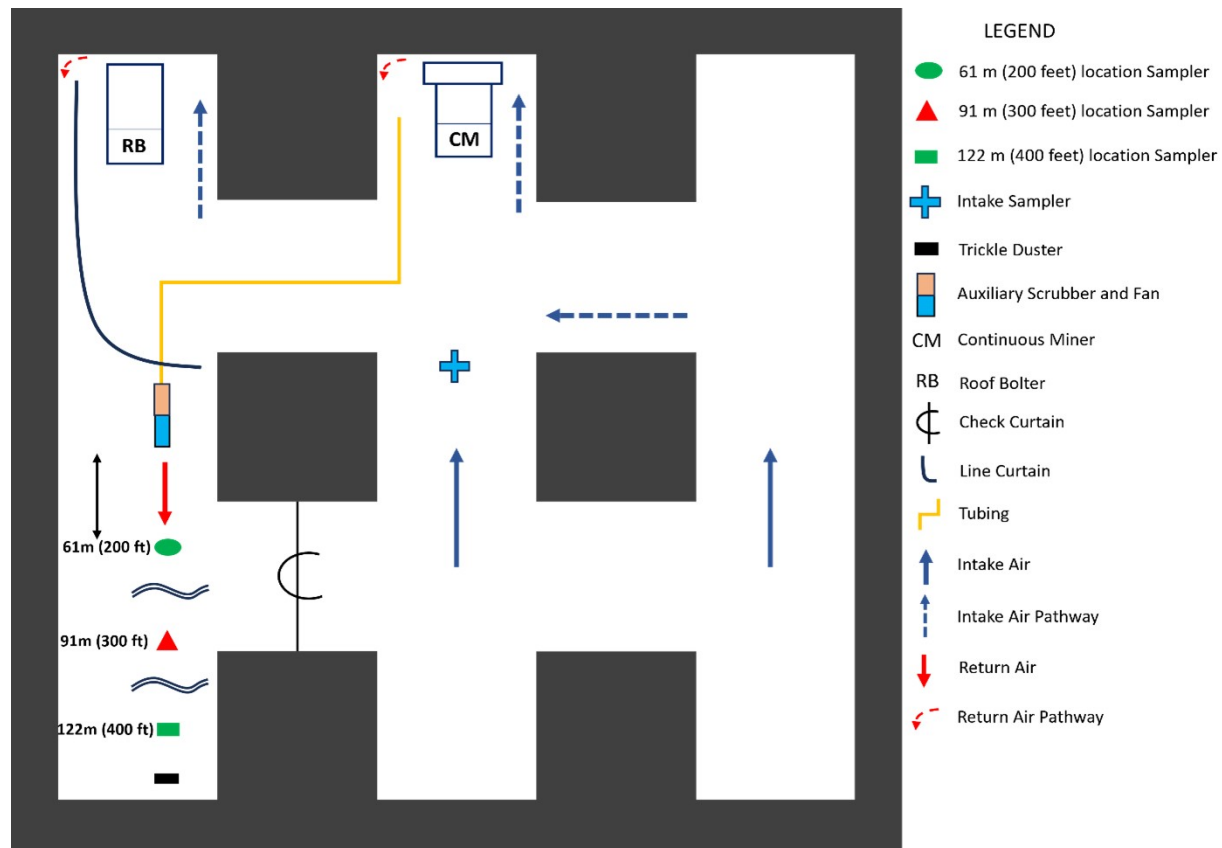 RB
CM
61m (200 ft)
91m (300 ft)
122m (400 ft)
LEGEND
61 m (200 feet) location Sampler
91 m (300 feet) location Sampler
122 m (400 feet) location Sampler
Intake Sampler
Trickle Duster
Auxiliary Scrubber and Fan
CM Continuous Miner
RB Roof Bolter
Check Curtain
Line Curtain
Tubing
Intake Air
Intake Air Pathway
Return Air
Return Air Pathway